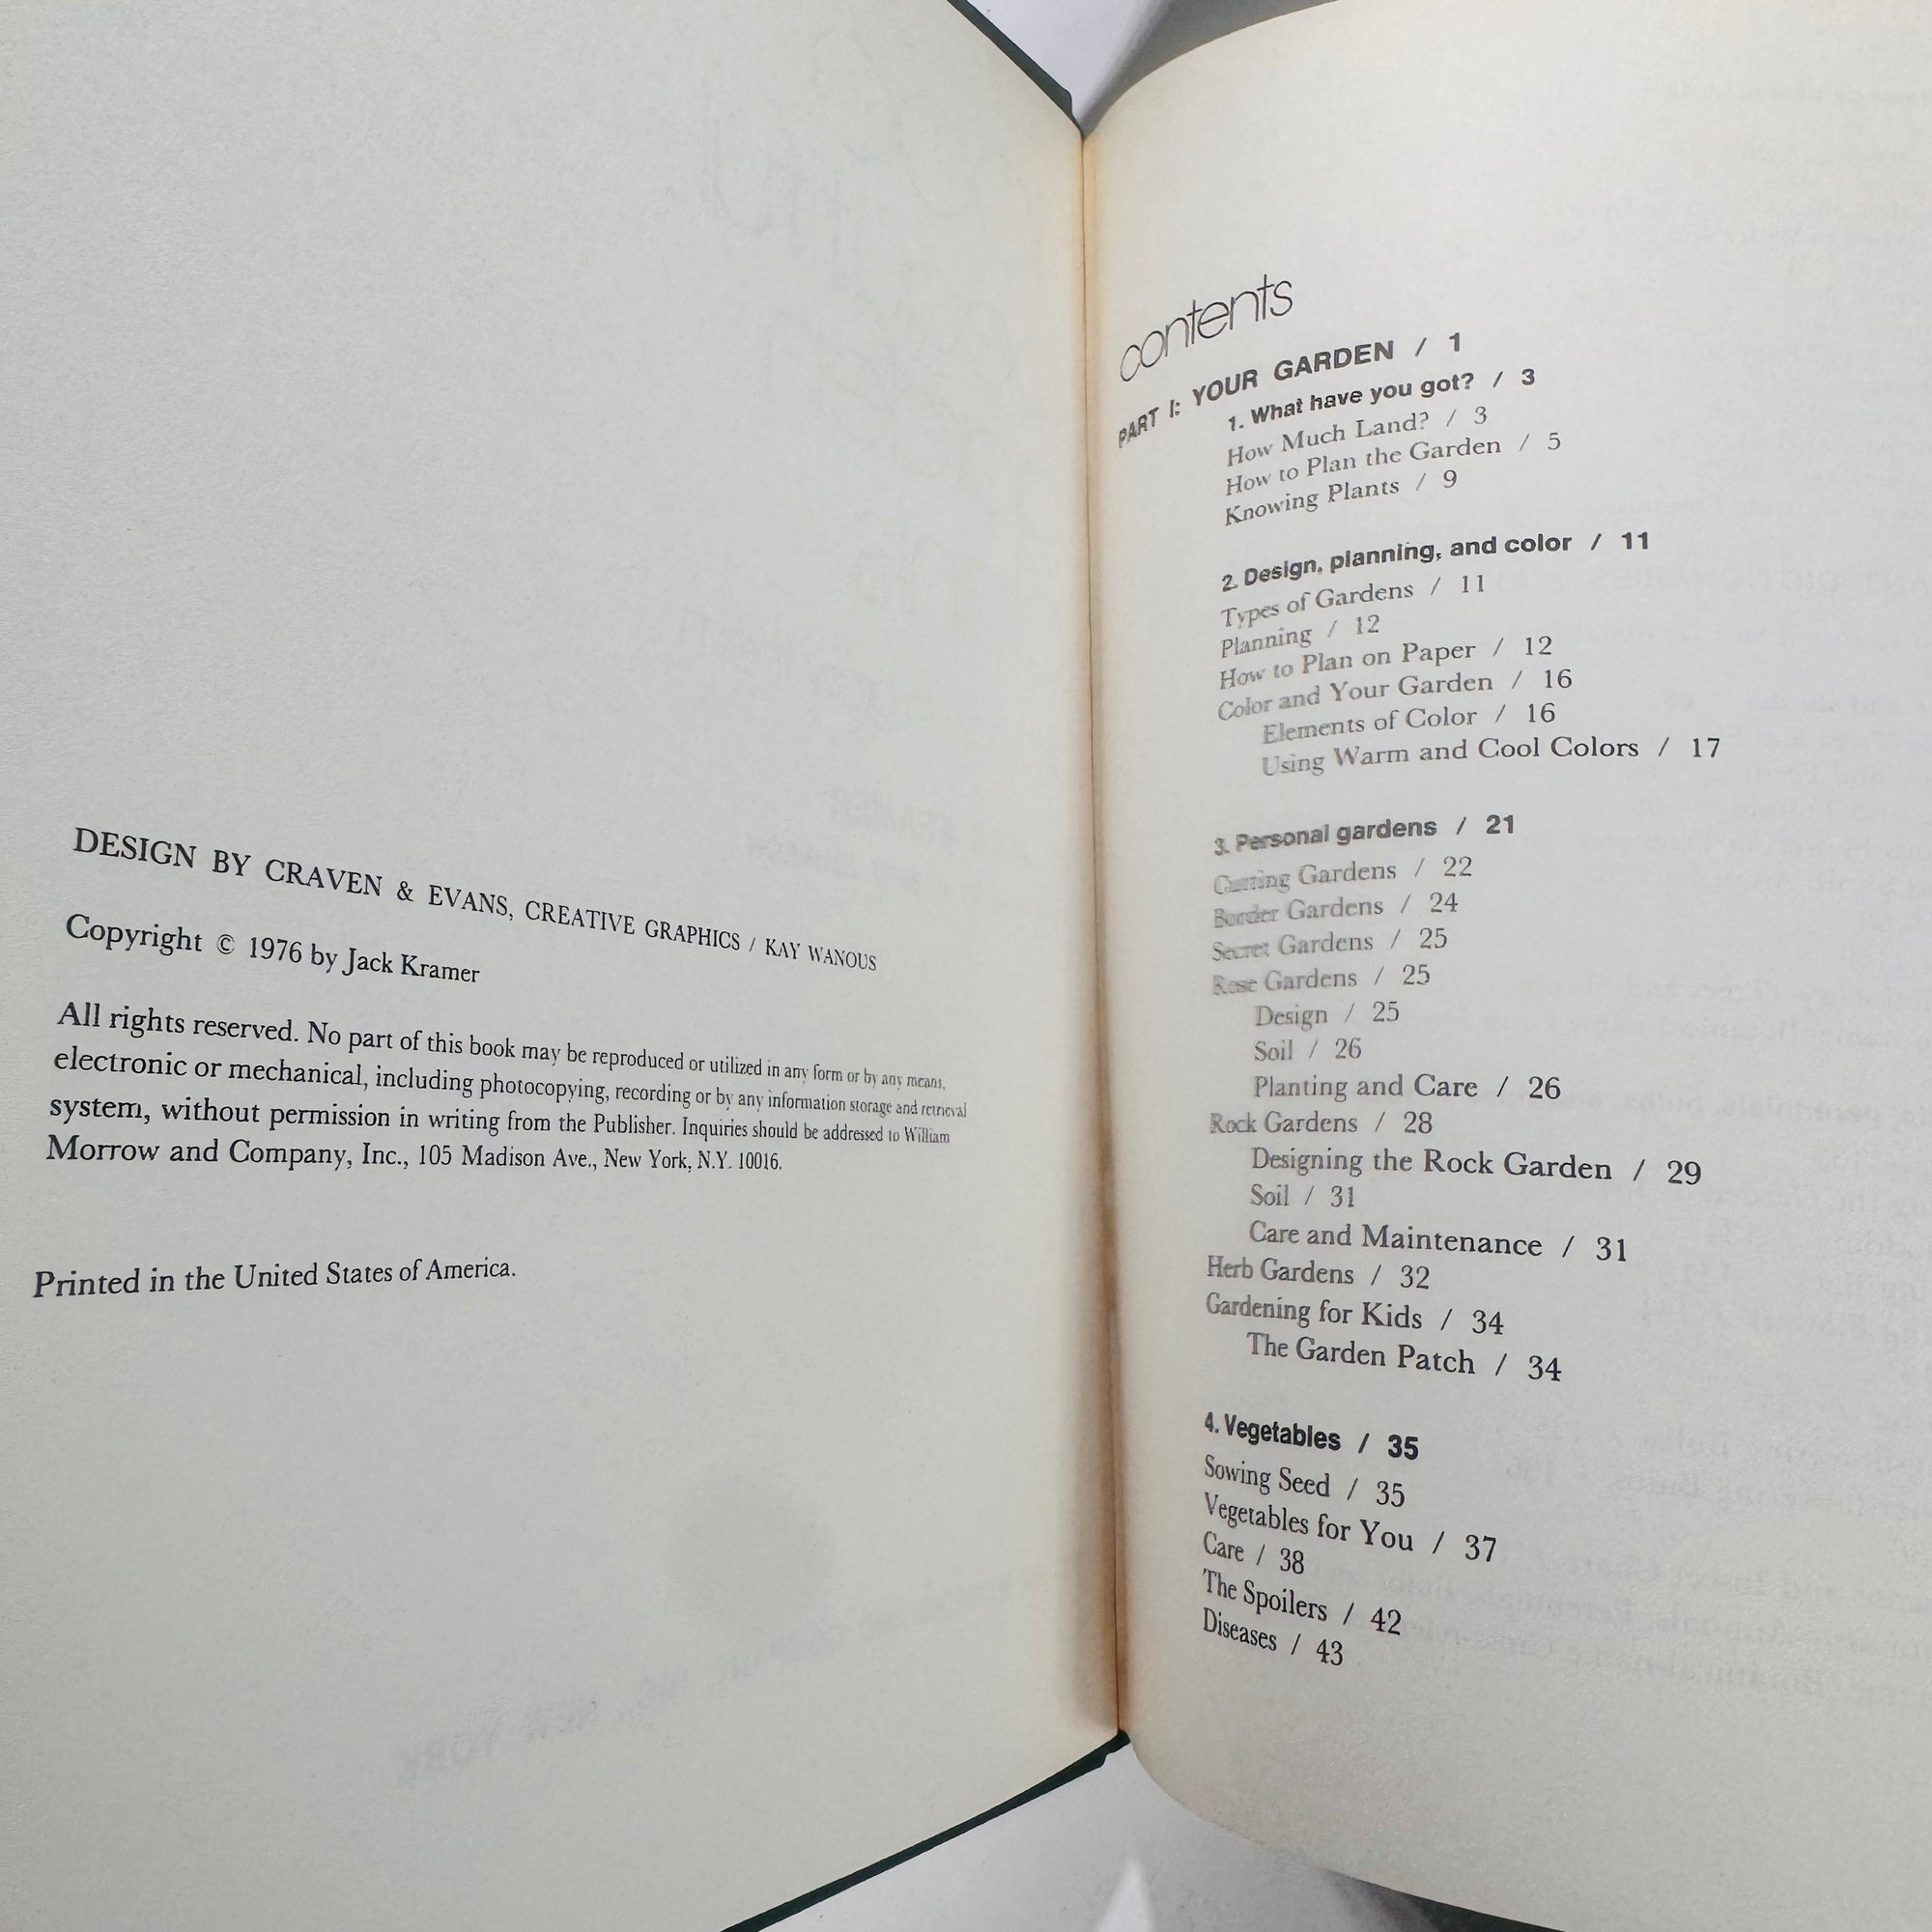 DESIGN BY CRAVEN & EVANS, CREATIVE GRAPHICS / KAY WANOUS
Copyright © 1976 by Jack Kramer
All rights reserved. No part of this book may be reproduced or utilized in any form or by any means,
electronic or mechanical, including photocopying, recording or by any information storage and retrieval
system, without permission in writing from the Publisher. Inquiries should be addressed to William
Morrow and Company, Inc., 105 Madison Ave., New York, N.Y. 10016.
Printed in the United States of America.
contents
PART I: YOUR GARDEN / 1
1. What have you got? / 3
How Much Land? / 3
How to Plan the Garden / 5
Knowing Plants / 9
2. Design, planning, and color / 11
Types of Gardens / 11
Planning / 12
How to Plan on Paper / 12
Color and Your Garden / 16
Elements of Color / 16
Using Warm and Cool Colors / 17
3. Personal gardens / 21
Cutting Gardens / 22
Border Gardens / 24
Secret Gardens / 25
Rose Gardens / 25
Design / 25
Soil / 26
Planting and Care / 26
Rock Gardens / 28
Designing the Rock Garden / 29
Soil / 31
Care and Maintenance / 31
Herb Gardens / 32
Gardening for Kids / 34
The Garden Patch / 34
4. Vegetables / 35
Sowing Seed / 35
Vegetables for You / 37
Care / 38
The Spoilers / 42
Diseases / 43